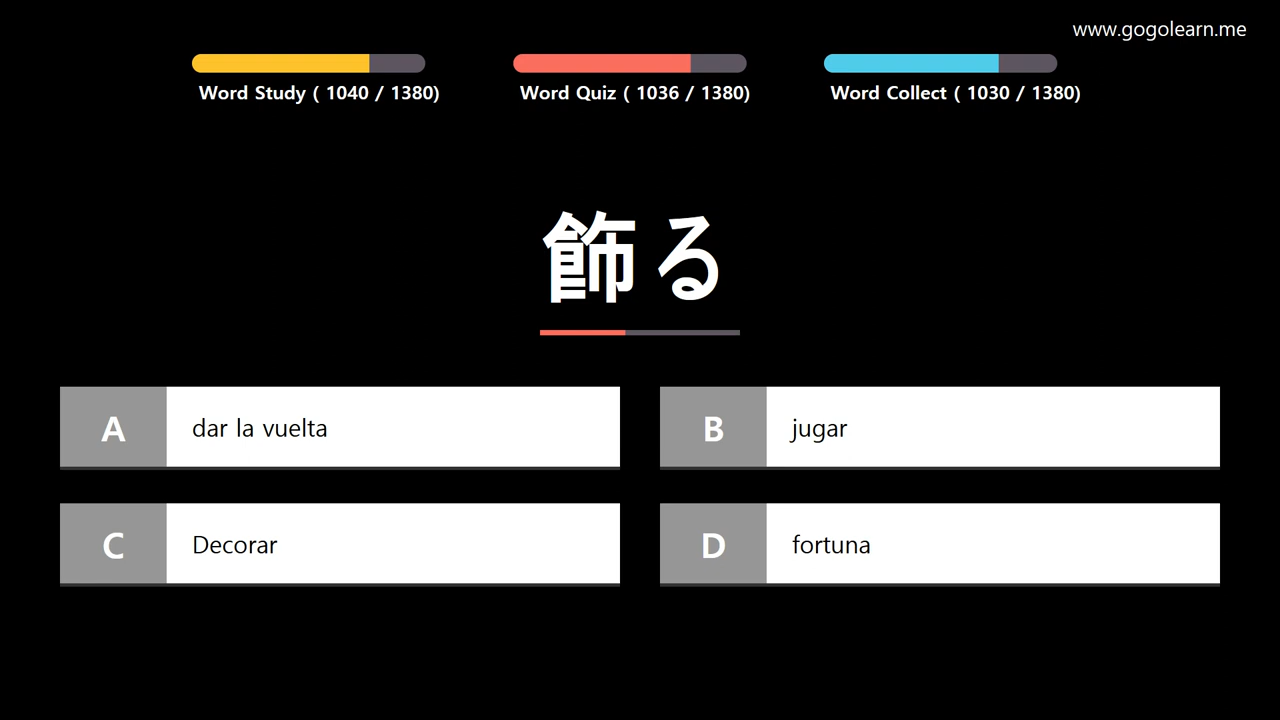 www.gogolearn.me
Word Study ( 1040 / 1380)
Word Quiz ( 1036 / 1380)
Word Collect ( 1030 / 1380)
飾る
A dar la vuelta
B jugar
C Decorar
D fortuna